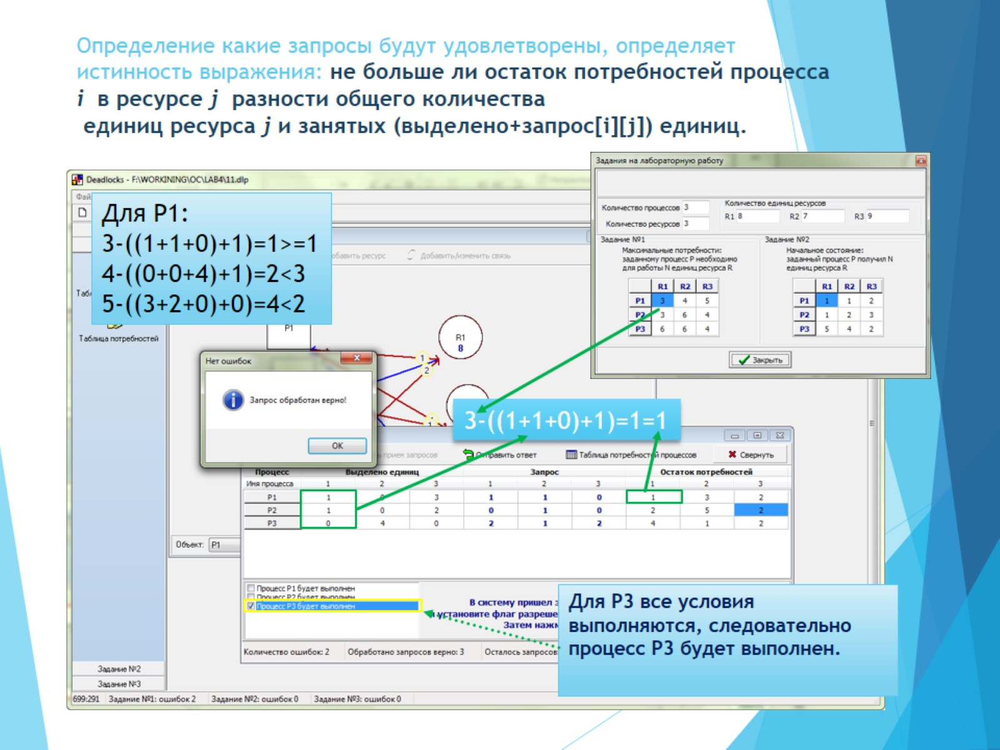 Определение какие запросы будут удовлетворены, определяет
истинность выражения: не больше ли остаток потребностей процесса
i в ресурсе j разности общего количества
единиц ресурса j и занятых (выделено+запрос[i][j]) единиц.
Deadlocks - F:\WORKINING\OC\LAB4\11.dlp
Для P1:
3-((1+1+0)+1)=1>=1
4-((0+0+4)+1)=2<3
5-((3+2+0)+0)=4<2
обавить ресурс
Добавить/изменить связь
Таблица потребностей
P1
R1
8
1
2
1
Задания на лабораторную работу
Количество процессов 3
Количество ресурсов 3
Количество единиц ресурсов
R1 8 R2 7 R3 9
Задание №1
Максимальные потребности:
заданному процесс P необходимо
для работы N единиц ресурса R
R1 R2 R3
P1 3 4 5
P2 3 6 4
P3 6 6 4
Задание №2
Начальное состояние:
заданный процесс P получил N
единиц ресурса R
R1 R2 R3
P1 1 1 2
P2 1 2 3
P3 5 4 2
Закрыть
Нет ошибок
Запрос обработан верно!
OK
3-((1+1+0)+1)=1=1
прием запросов
Отправить ответ
Таблица потребностей процессов
Свернуть
Процесс Выделено единиц Запрос Остаток потребностей
Имя процесса 1 2 3 1 2 3 1 2 3
P1 1 0 3 1 1 0 1 3 2
P2 1 0 2 0 1 0 2 5 2
P3 0 4 0 2 1 2 4 1 2
Объект: P1
Процесс P1 будет выполнен
Процесс P2 будет выполнен
Процесс P3 будет выполнен
В систему пришел з
установите флаг разреше
Затем нажм
Для P3 все условия
выполняются, следовательно
процесс P3 будет выполнен.
Количество ошибок: 2 Обработано запросов верно: 3 Осталось запросов:
Задание №2
Задание №3
699:291 Задание №1: ошибок 2 Задание №2: ошибок 0 Задание №3: ошибок 0